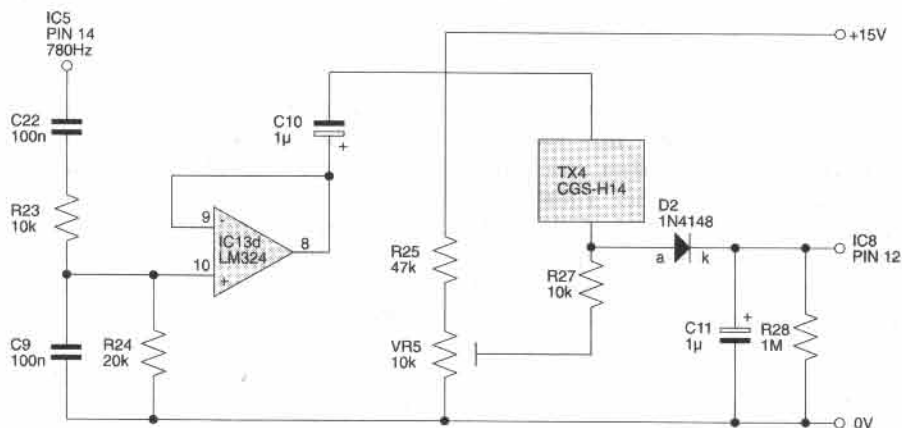 IC5
PIN 14
780Hz
+15V
C22
100n
C10
1µ
+
TX4
CGS-H14
D2
1N4148
R23
10k
9
-
IC13d
LM324
8
10
+
R25
47k
a
k
IC8
PIN 12
R27
10k
C9
100n
R24
20k
VR5
10k
C11
1µ
+
R28
1M
0V